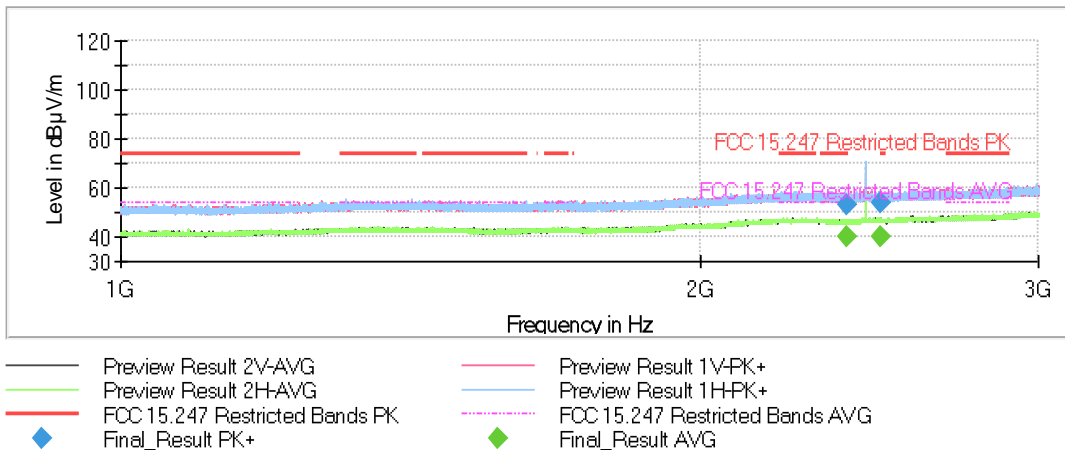 Level in dBµV/m
120
100
80
60
40
30
FCC 15.247 Restricted Bands PK
FCC 15.247 Restricted Bands AVG
1G
2G
3G
Frequency in Hz
Preview Result 2V-AVG
Preview Result 1V-PK+
Preview Result 2H-AVG
Preview Result 1H-PK+
FCC 15.247 Restricted Bands PK
FCC 15.247 Restricted Bands AVG
Final_Result PK+
Final_Result AVG